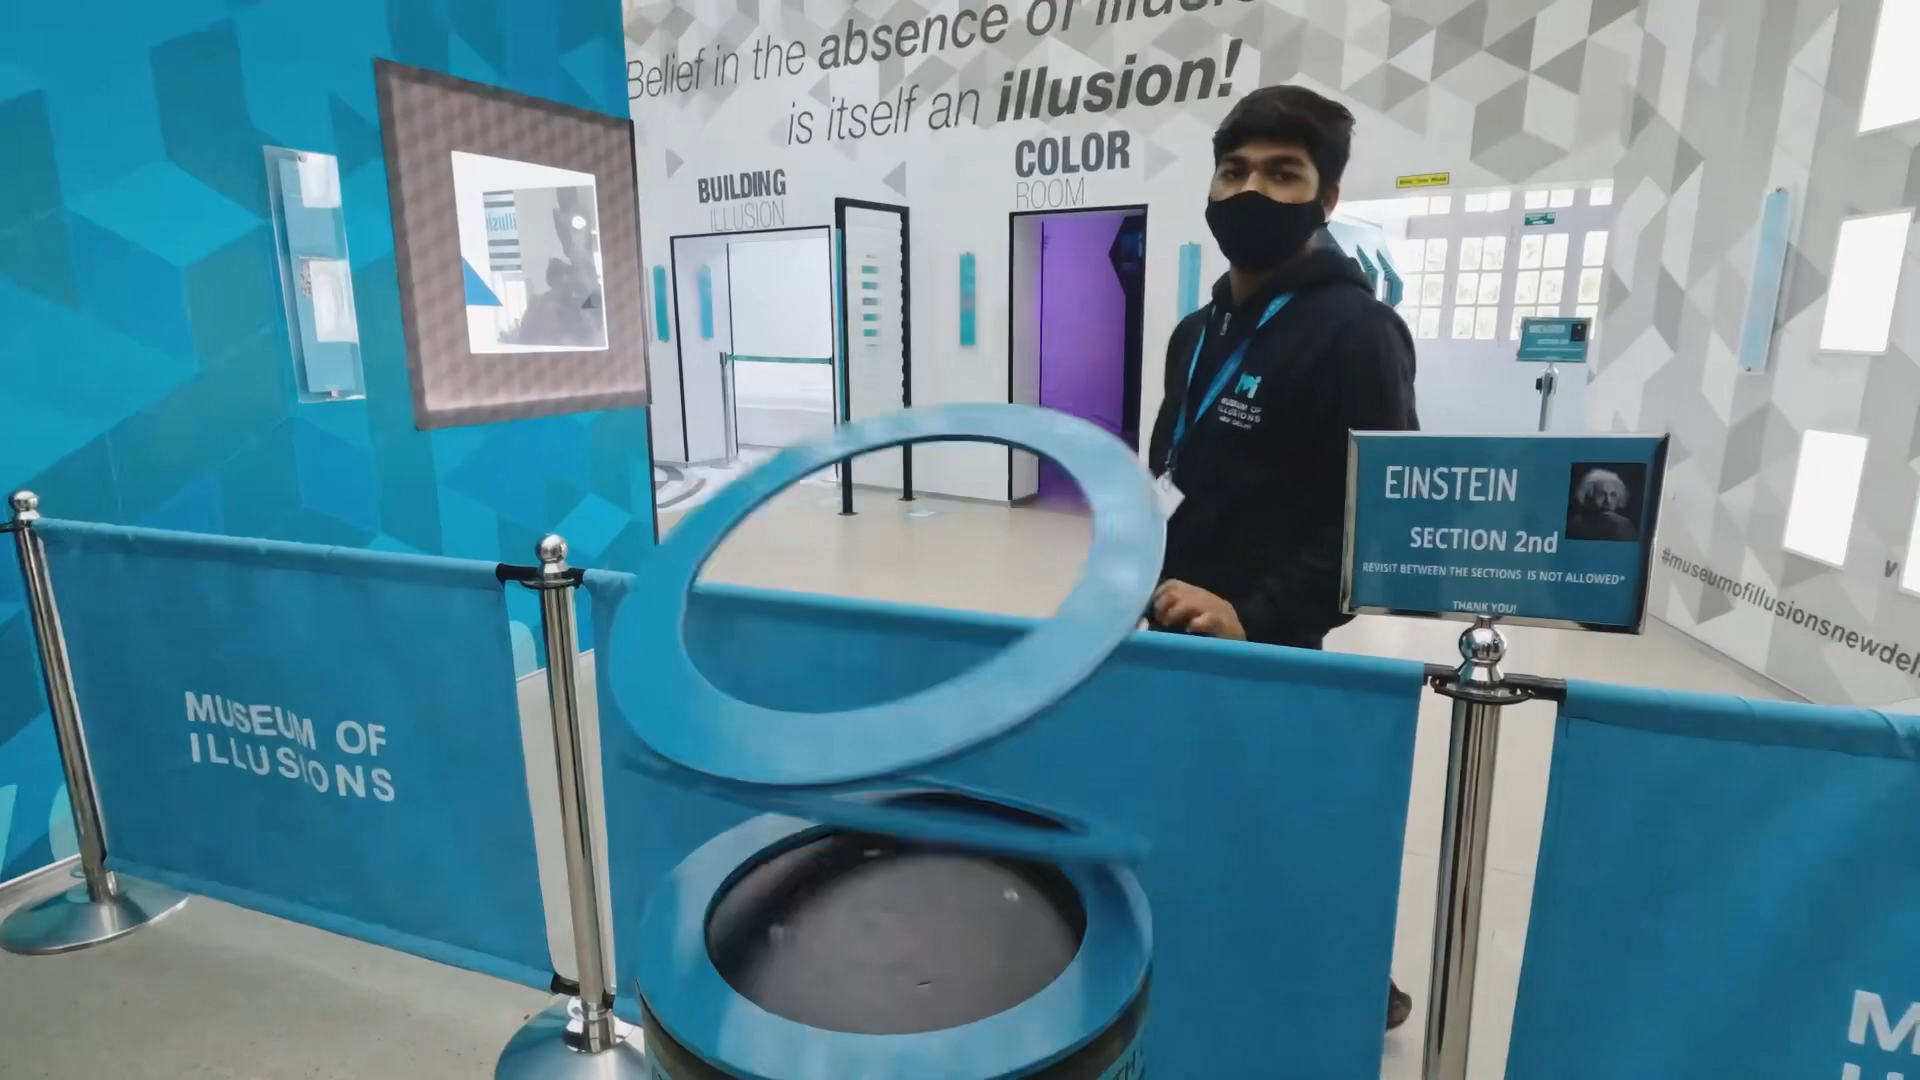 Belief in the absence of
is itself an illusion!
BUILDING
ILLUSION
COLOR
ROOM
MUSEUM OF
ILLUSIONS
NEW DELHI
EINSTEIN
SECTION 2nd
REVISIT BETWEEN THE SECTIONS IS NOT ALLOWED*
THANK YOU!
#museumofillusionsnewdel
MUSEUM OF
ILLUSIONS